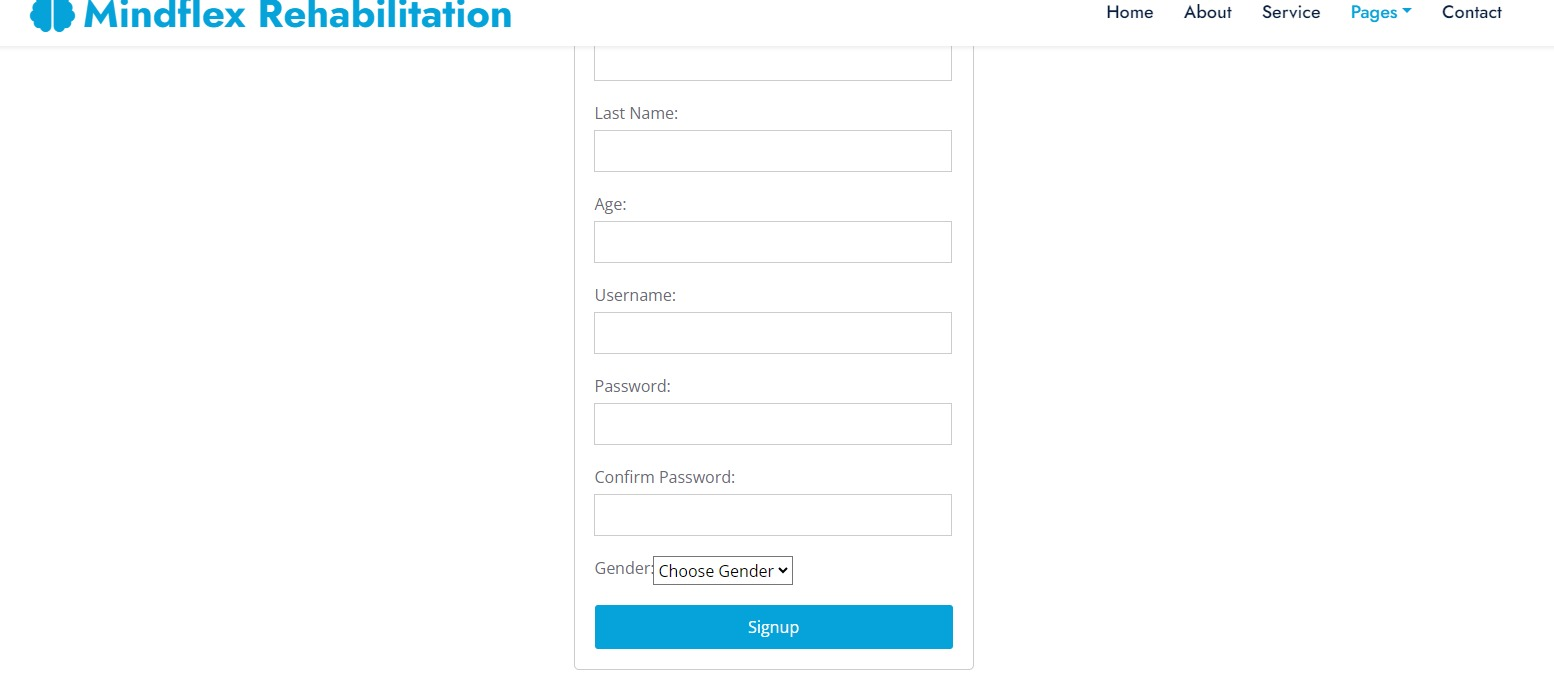 Mindflex Rehabilitation
Home About Service Pages Contact
Last Name:
Age:
Username:
Password:
Confirm Password:
Gender: Choose Gender
Signup